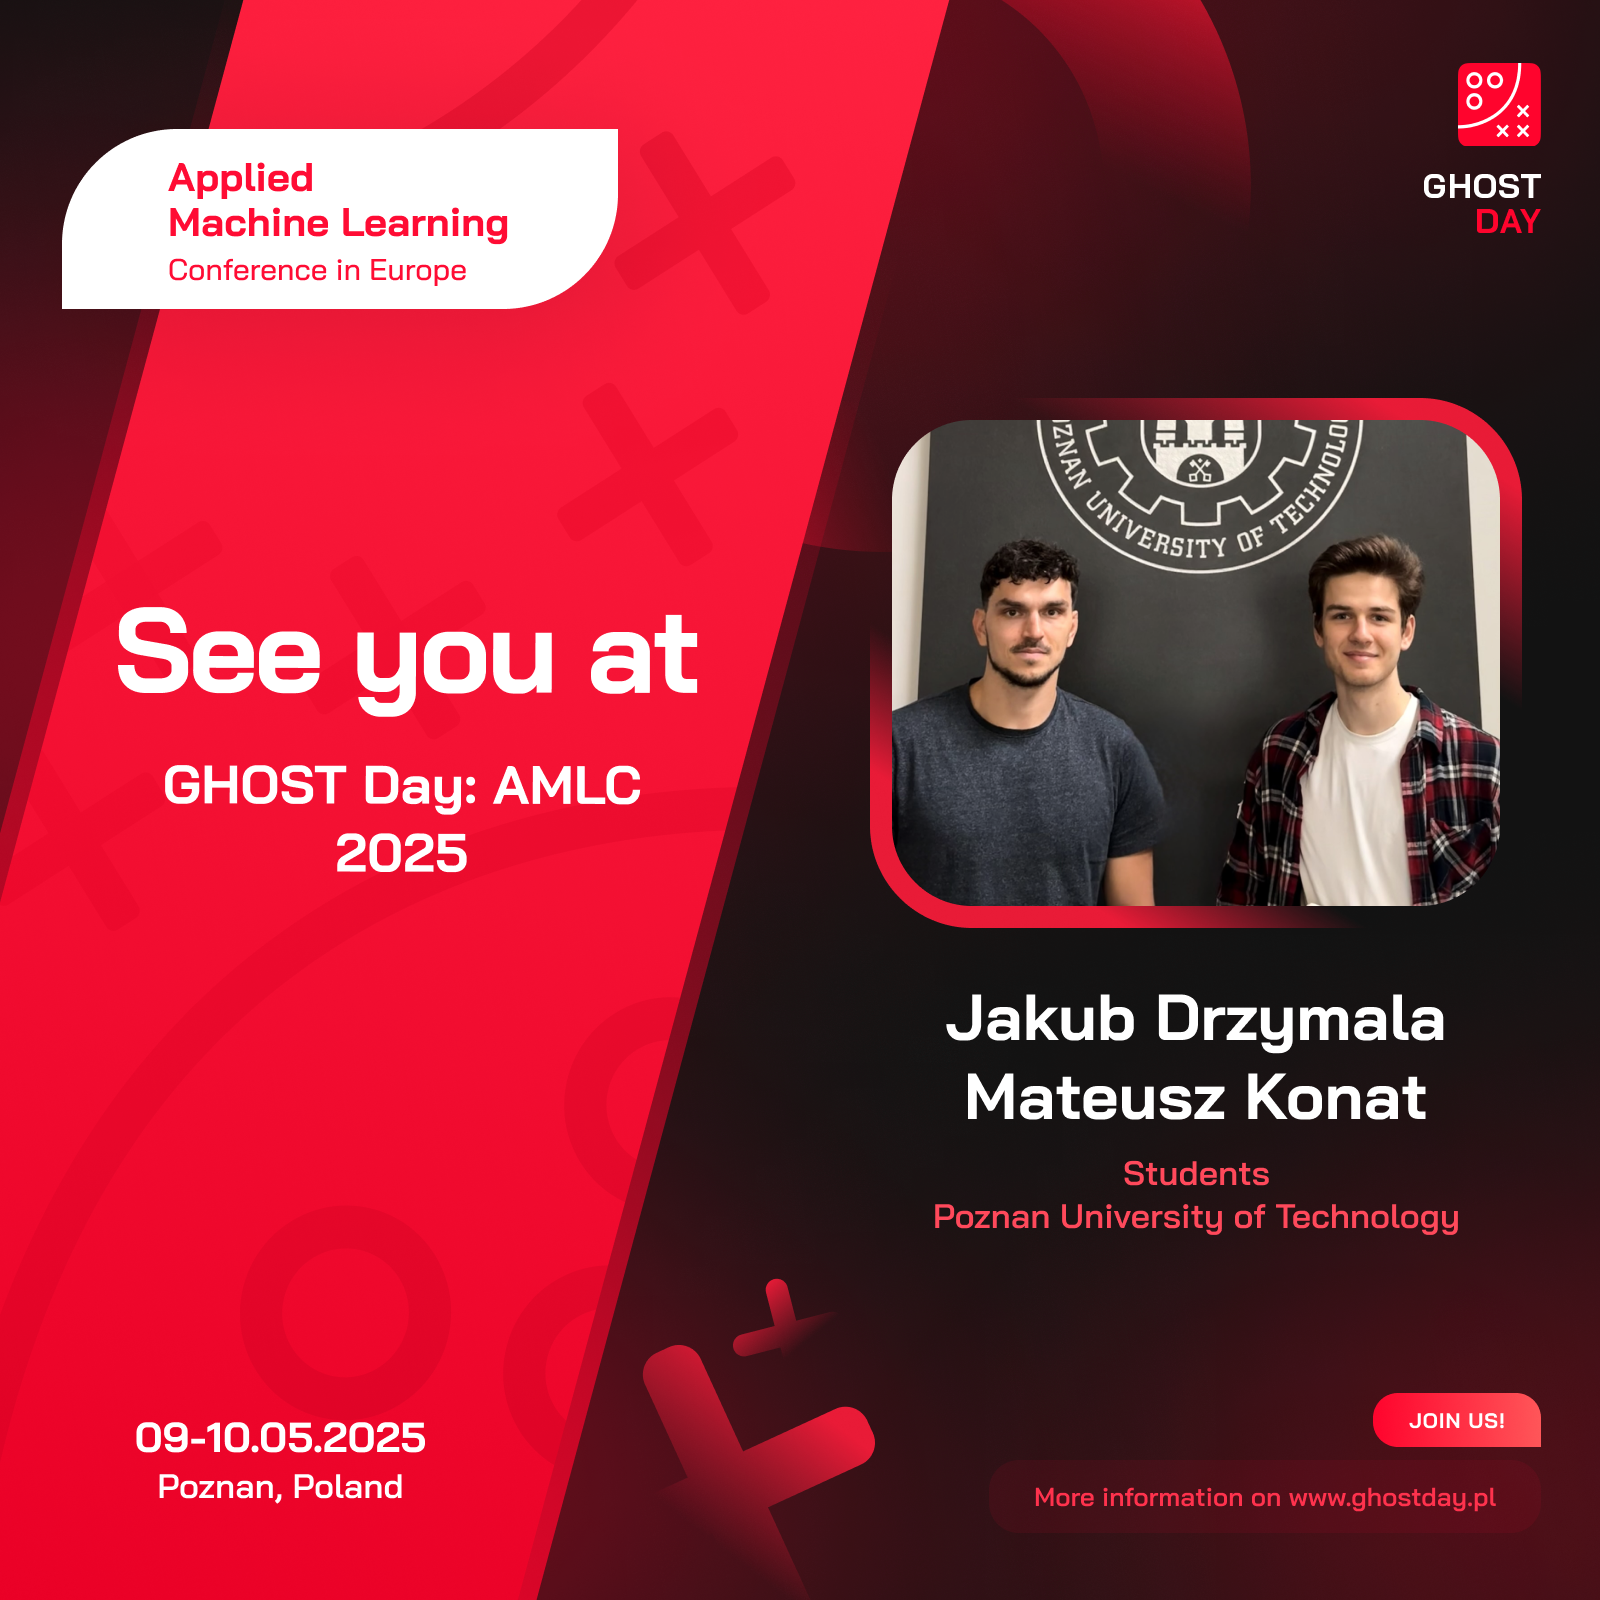 Applied
Machine Learning
Conference in Europe
GHOST
DAY
POZNAN UNIVERSITY OF TECHNOLOGY
See you at
GHOST Day: AMLC
2025
Jakub Drzymala
Mateusz Konat
Students
Poznan University of Technology
09-10.05.2025
Poznan, Poland
JOIN US!
More information on www.ghostday.pl